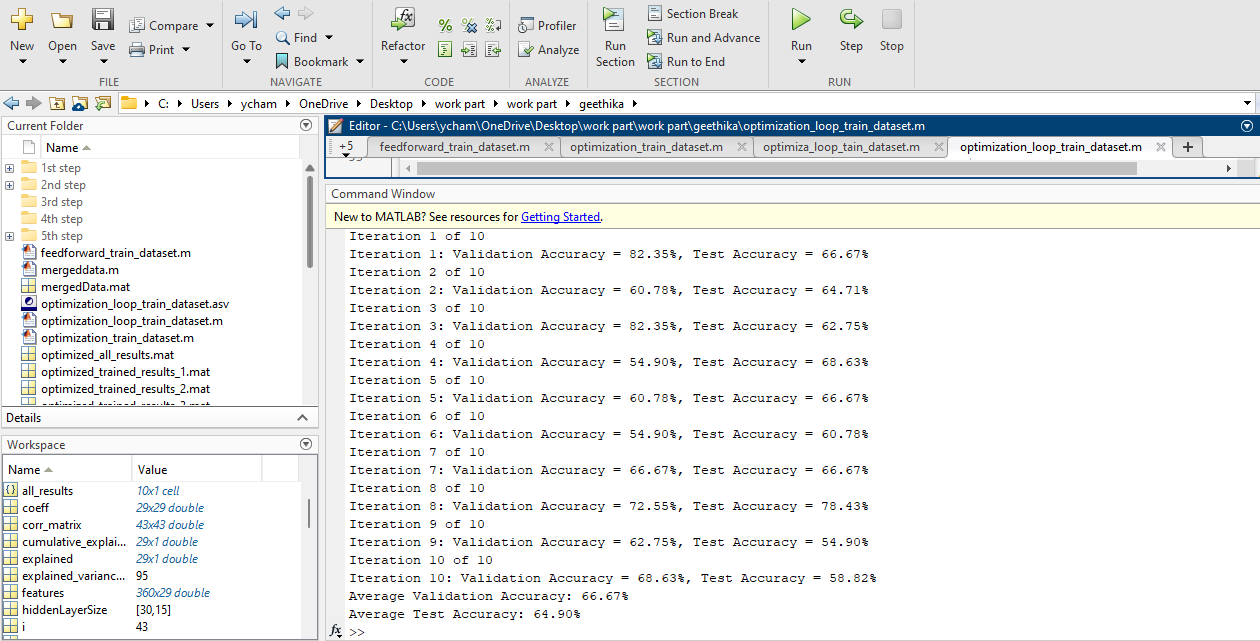 New Open Save Compare Print Go To Find Bookmark Refactor Profiler Analyze Run Section Section Break Run and Advance Run to End Run Step Stop
FILE NAVIGATE CODE ANALYZE SECTION RUN
C: Users ycham OneDrive Desktop work part work part geethika
Current Folder
Name
1st step
2nd step
3rd step
4th step
5th step
feedforward_train_dataset.m
mergeddata.m
mergedData.mat
optimization_loop_train_dataset.asv
optimization_loop_train_dataset.m
optimization_train_dataset.m
optimized_all_results.mat
optimized_trained_results_1.mat
optimized_trained_results_2.mat
Details
Workspace
Name Value
all_results 10x1 cell
coeff 29x29 double
corr_matrix 43x43 double
cumulative_explai... 29x1 double
explained 29x1 double
explained_varianc... 95
features 360x29 double
hiddenLayerSize [30,15]
i 43
Editor - C:\Users\ycham\OneDrive\Desktop\work part\work part\geethika\optimization_loop_train_dataset.m
+5 feedforward_train_dataset.m optimization_train_dataset.m optimiza_loop_tain_dataset.m optimization_loop_train_dataset.m +
Command Window
New to MATLAB? See resources for Getting Started.
Iteration 1 of 10
Iteration 1: Validation Accuracy = 82.35%, Test Accuracy = 66.67%
Iteration 2 of 10
Iteration 2: Validation Accuracy = 60.78%, Test Accuracy = 64.71%
Iteration 3 of 10
Iteration 3: Validation Accuracy = 82.35%, Test Accuracy = 62.75%
Iteration 4 of 10
Iteration 4: Validation Accuracy = 54.90%, Test Accuracy = 68.63%
Iteration 5 of 10
Iteration 5: Validation Accuracy = 60.78%, Test Accuracy = 66.67%
Iteration 6 of 10
Iteration 6: Validation Accuracy = 54.90%, Test Accuracy = 60.78%
Iteration 7 of 10
Iteration 7: Validation Accuracy = 66.67%, Test Accuracy = 66.67%
Iteration 8 of 10
Iteration 8: Validation Accuracy = 72.55%, Test Accuracy = 78.43%
Iteration 9 of 10
Iteration 9: Validation Accuracy = 62.75%, Test Accuracy = 54.90%
Iteration 10 of 10
Iteration 10: Validation Accuracy = 68.63%, Test Accuracy = 58.82%
Average Validation Accuracy: 66.67%
Average Test Accuracy: 64.90%
fx >>